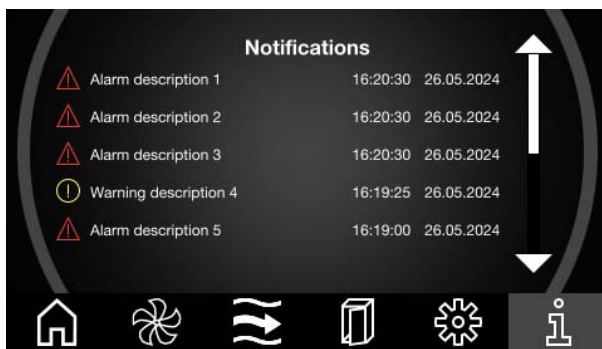 Notifications
Alarm description 1 16:20:30 26.05.2024
Alarm description 2 16:20:30 26.05.2024
Alarm description 3 16:20:30 26.05.2024
Warning description 4 16:19:25 26.05.2024
Alarm description 5 16:19:00 26.05.2024